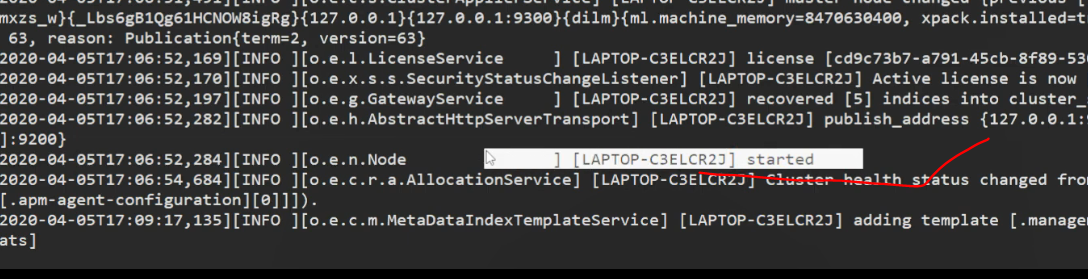 mxzs_w}{_Lbs6gB1Qg61HCNOW8igRg}{127.0.0.1}{127.0.0.1:9300}{dilm}{ml.machine_memory=8470630400, xpack.installed=t
63, reason: Publication{term=2, version=63}
2020-04-05T17:06:52,169][INFO ][o.e.l.LicenseService     ] [LAPTOP-C3ELCR2J] license [cd9c73b7-a791-45cb-8f89-53
2020-04-05T17:06:52,170][INFO ][o.e.x.s.s.SecurityStatusChangeListener] [LAPTOP-C3ELCR2J] Active license is now
2020-04-05T17:06:52,197][INFO ][o.e.g.GatewayService     ] [LAPTOP-C3ELCR2J] recovered [5] indices into cluster_
2020-04-05T17:06:52,282][INFO ][o.e.h.AbstractHttpServerTransport] [LAPTOP-C3ELCR2J] publish_address {127.0.0.1:9
]:9200}
2020-04-05T17:06:52,284][INFO ][o.e.n.Node               ] [LAPTOP-C3ELCR2J] started
2020-04-05T17:06:54,684][INFO ][o.e.c.r.a.AllocationService] [LAPTOP-C3ELCR2J] Cluster health status changed from
[.apm-agent-configuration][0]]]).
2020-04-05T17:09:17,135][INFO ][o.e.c.m.MetaDataIndexTemplateService] [LAPTOP-C3ELCR2J] adding template [.manage
ats]